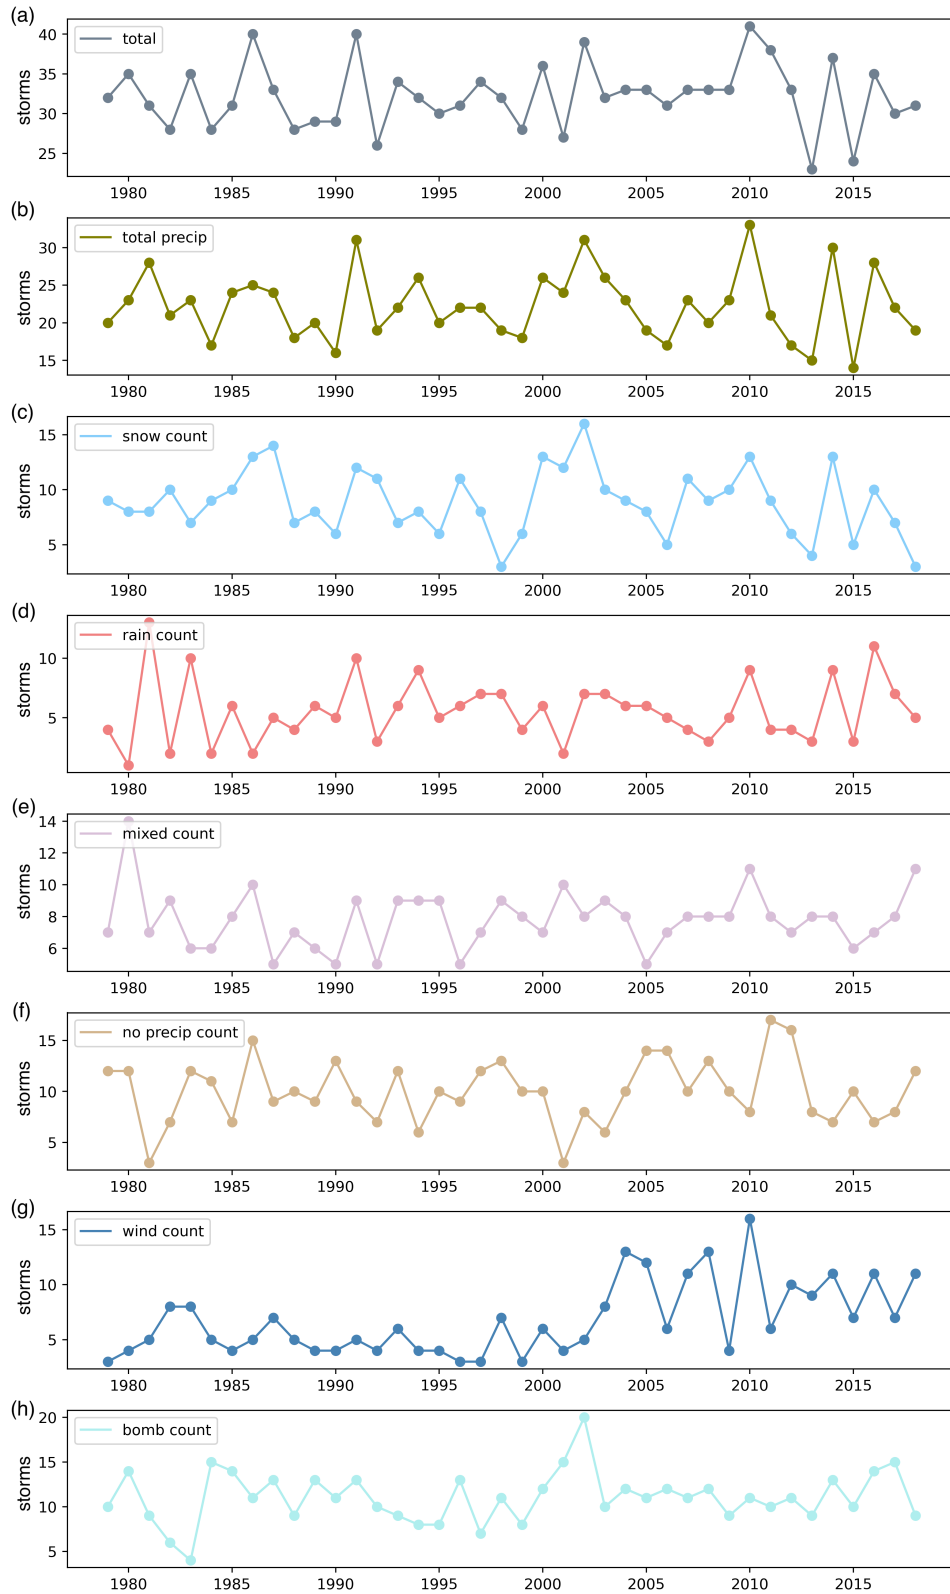 (a)
total
40
35
30
25
storms
1980 1985 1990 1995 2000 2005 2010 2015
(b)
total precip
30
25
20
15
storms
1980 1985 1990 1995 2000 2005 2010 2015
(c)
snow count
15
10
5
storms
1980 1985 1990 1995 2000 2005 2010 2015
(d)
rain count
10
5
storms
1980 1985 1990 1995 2000 2005 2010 2015
(e)
mixed count
14
12
10
8
6
storms
1980 1985 1990 1995 2000 2005 2010 2015
(f)
no precip count
15
10
5
storms
1980 1985 1990 1995 2000 2005 2010 2015
(g)
wind count
15
10
5
storms
1980 1985 1990 1995 2000 2005 2010 2015
(h)
bomb count
20
15
10
5
storms
1980 1985 1990 1995 2000 2005 2010 2015